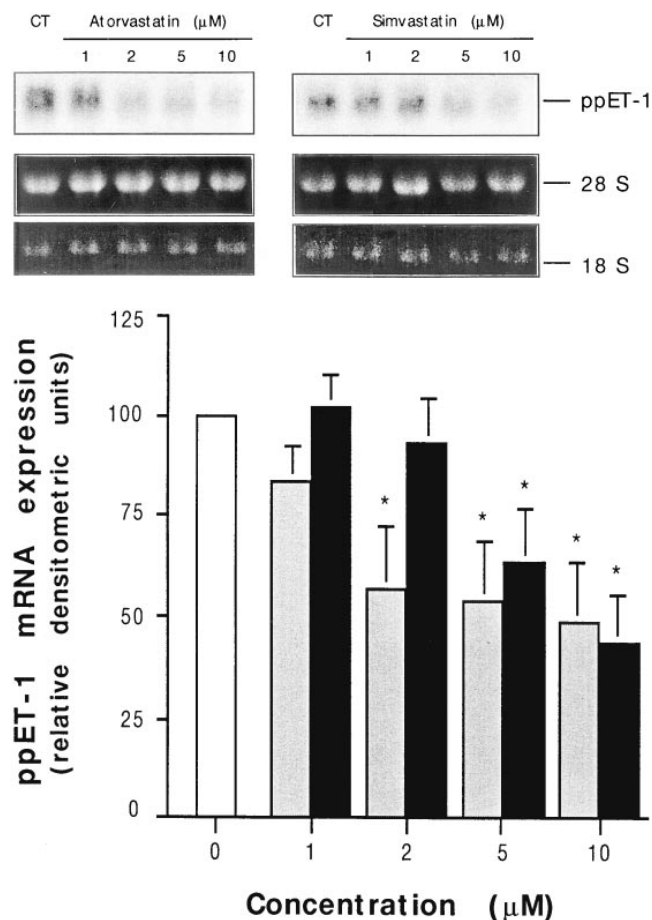 CT Atorvastatin (μM) CT Simvastatin (μM)
1 2 5 10 1 2 5 10
ppET-1
28 S
18 S
125
100
75
50
25
0
ppET-1 mRNA expression
(relative densitometric units)
* * * * *
0 1 2 5 10
Concentration (μM)